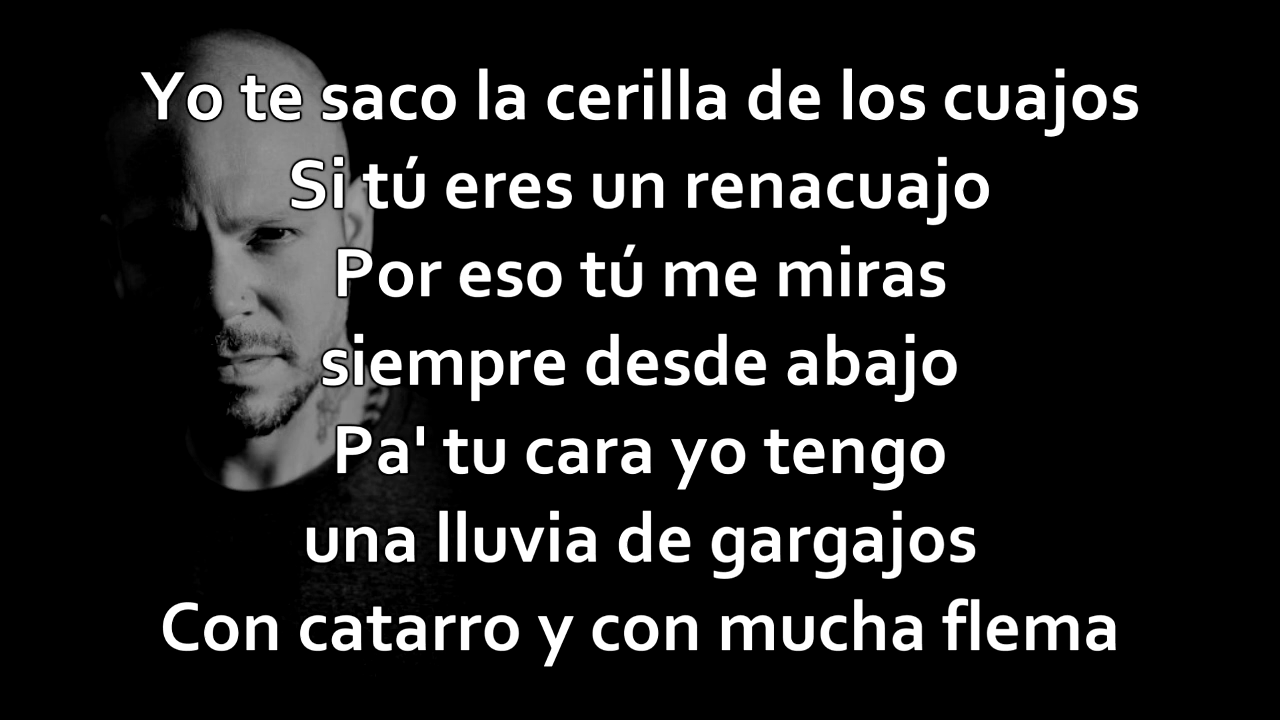 Yo te saco la cerilla de los cuajos
Si tú eres un renacuajo
Por eso tú me miras
siempre desde abajo
Pa' tu cara yo tengo
una lluvia de gargajos
Con catarro y con mucha flema